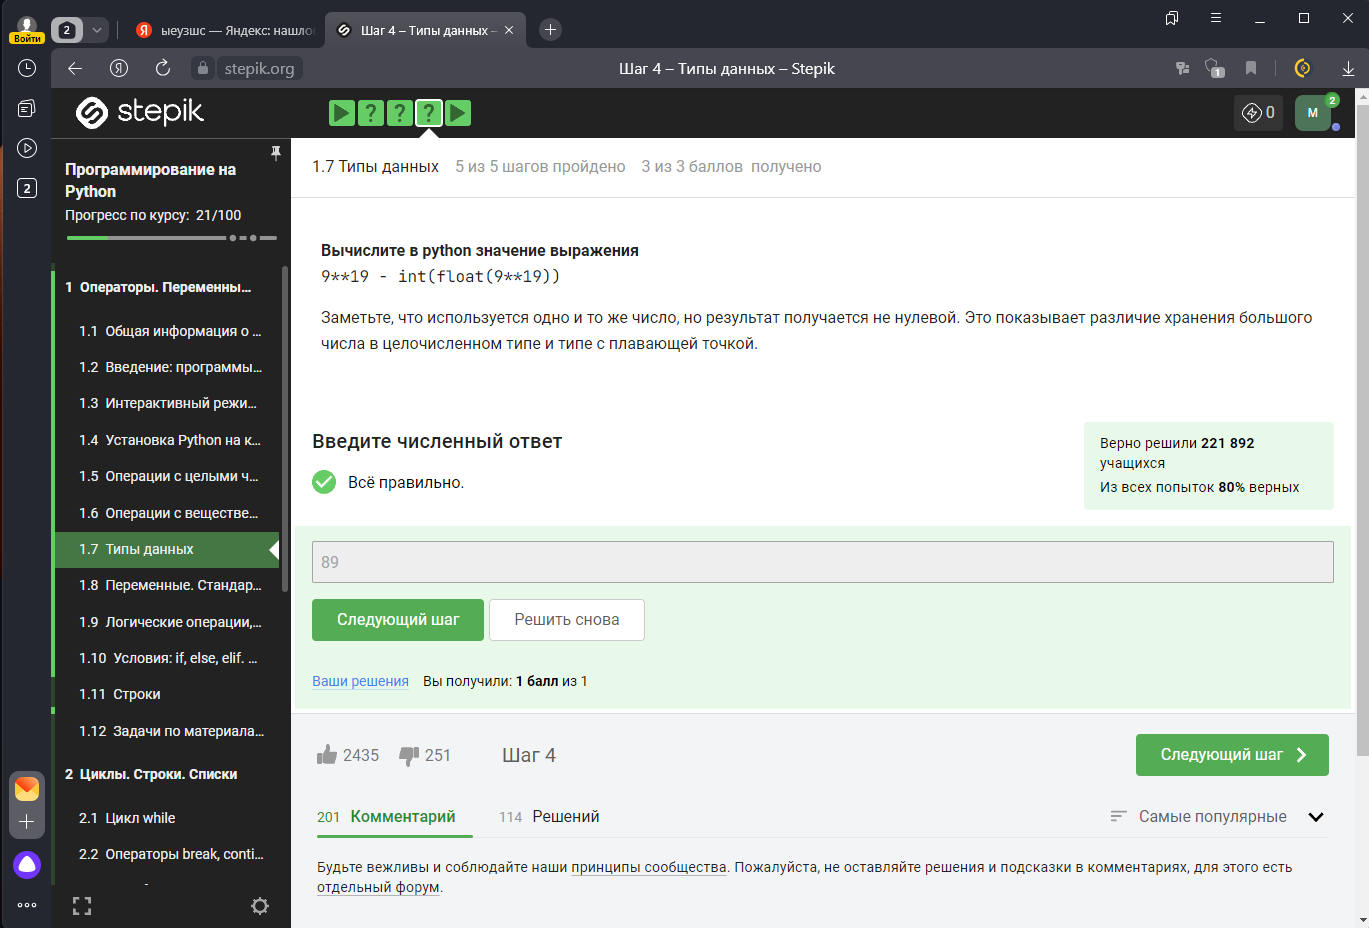 Войти
2
ыеузшс — Яндекс: нашлос
Шаг 4 – Типы данных –
stepik.org
Шаг 4 – Типы данных – Stepik
1
2
stepik
0
M
2
Программирование на
Python
Прогресс по курсу: 21/100
1 Операторы. Переменны...
1.1 Общая информация о ...
1.2 Введение: программы...
1.3 Интерактивный режи...
1.4 Установка Python на к...
1.5 Операции с целыми ч...
1.6 Операции с веществе...
1.7 Типы данных
1.8 Переменные. Стандар...
1.9 Логические операции,...
1.10 Условия: if, else, elif. ...
1.11 Строки
1.12 Задачи по материала...
2 Циклы. Строки. Списки
2.1 Цикл while
2.2 Операторы break, conti...
1.7 Типы данных 5 из 5 шагов пройдено 3 из 3 баллов получено
Вычислите в python значение выражения
9**19 - int(float(9**19))
Заметьте, что используется одно и то же число, но результат получается не нулевой. Это показывает различие хранения большого
числа в целочисленном типе и типе с плавающей точкой.
Введите численный ответ
Всё правильно.
Верно решили 221 892
учащихся
Из всех попыток 80% верных
89
Следующий шаг
Решить снова
Ваши решения Вы получили: 1 балл из 1
2435 251 Шаг 4
Следующий шаг
201 Комментарий 114 Решений
Самые популярные
Будьте вежливы и соблюдайте наши принципы сообщества. Пожалуйста, не оставляйте решения и подсказки в комментариях, для этого есть
отдельный форум.